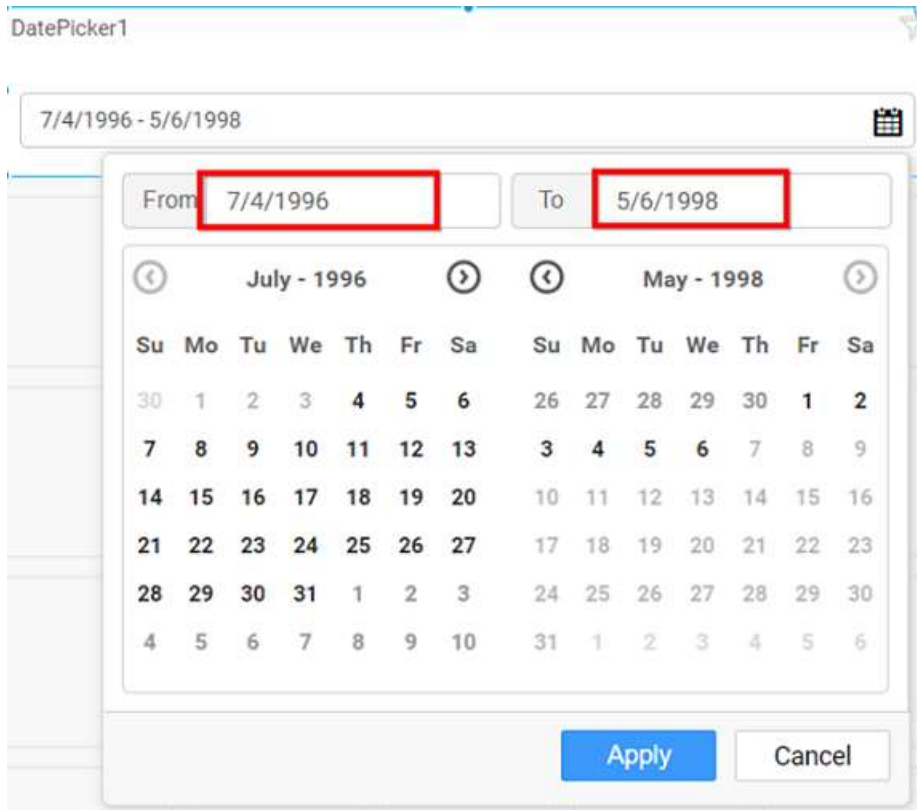 DatePicker1
7/4/1996 - 5/6/1998
From 7/4/1996 To 5/6/1998
July - 1996 May - 1998
Su Mo Tu We Th Fr Sa Su Mo Tu We Th Fr Sa
30 1 2 3 4 5 6 26 27 28 29 30 1 2
7 8 9 10 11 12 13 3 4 5 6 7 8 9
14 15 16 17 18 19 20 10 11 12 13 14 15 16
21 22 23 24 25 26 27 17 18 19 20 21 22 23
28 29 30 31 1 2 3 24 25 26 27 28 29 30
4 5 6 7 8 9 10 31 1 2 3 4 5 6
Apply Cancel